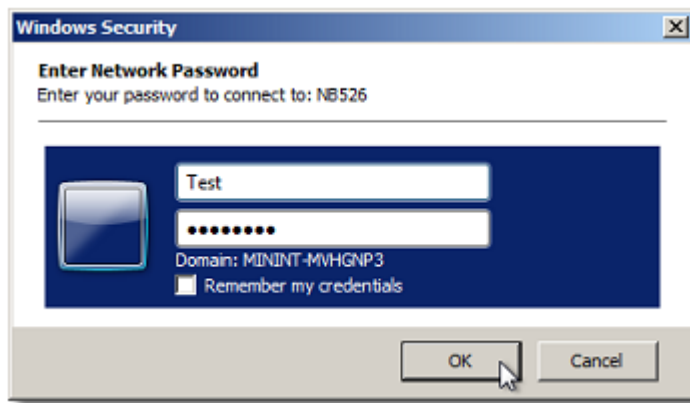 Windows Security
Enter Network Password
Enter your password to connect to: NB526
Test
••••••••
Domain: MININT-MVHGNP3
Remember my credentials
OK
Cancel